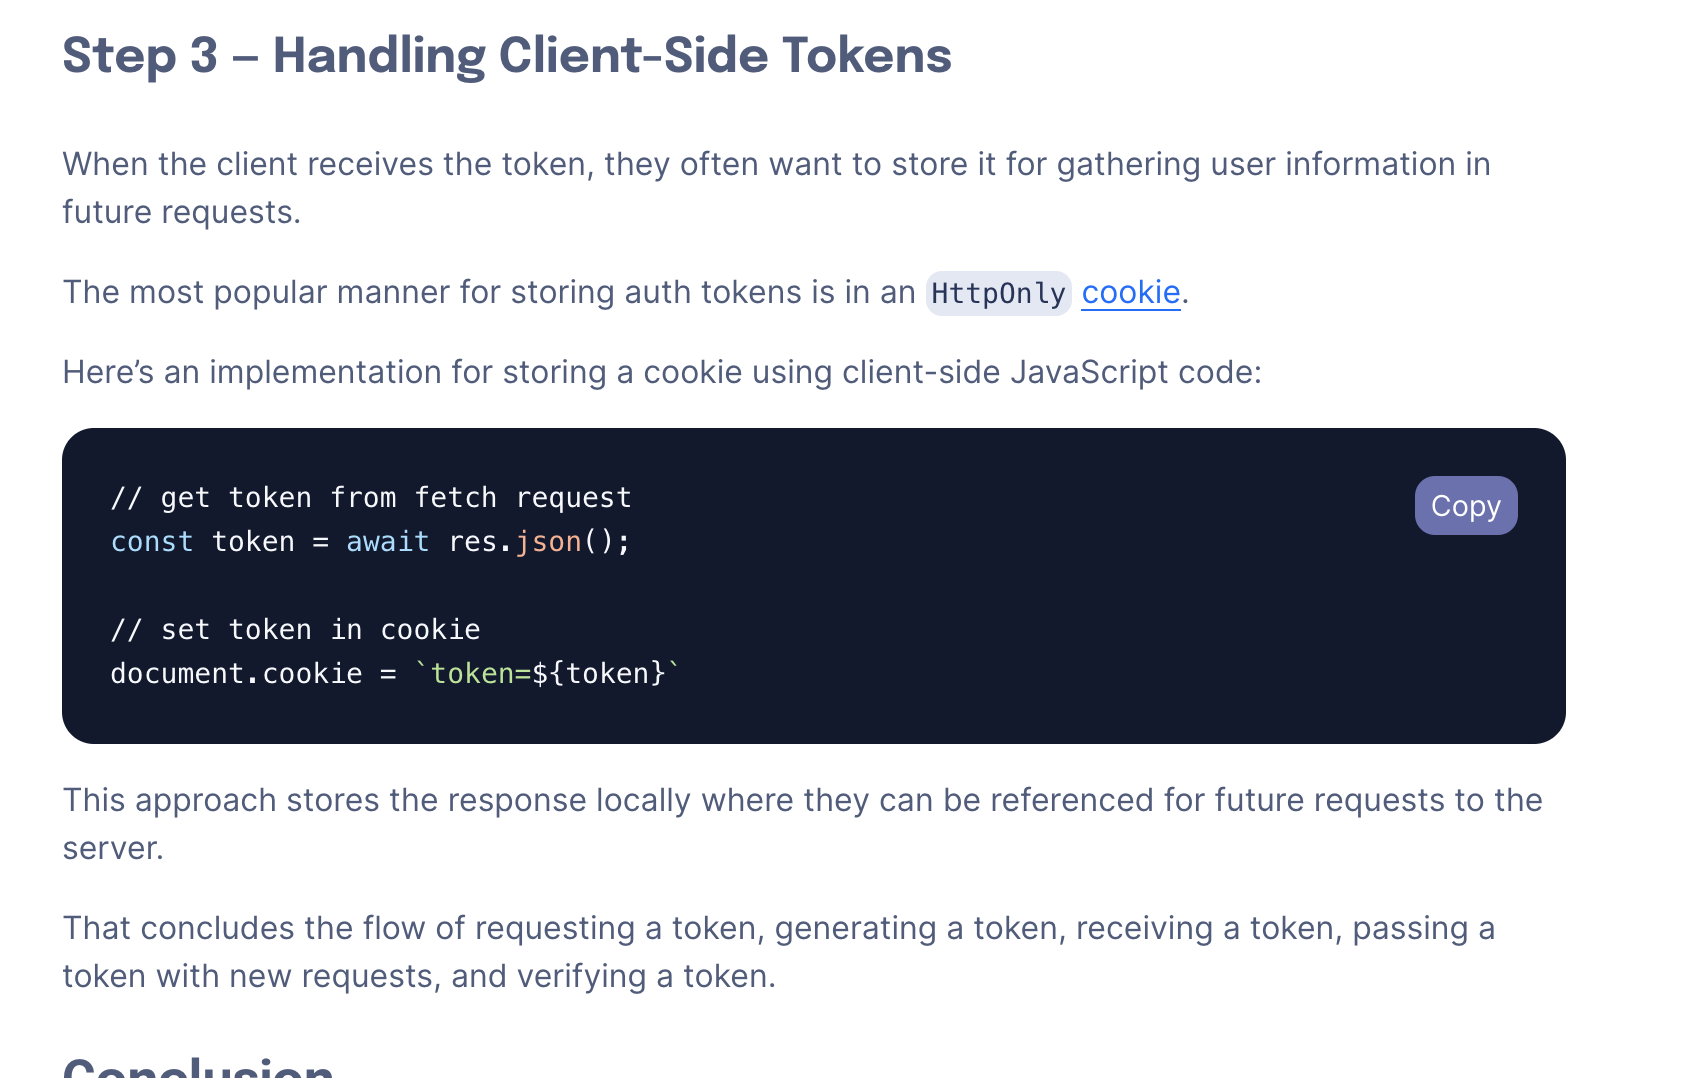 Step 3 – Handling Client-Side Tokens
When the client receives the token, they often want to store it for gathering user information in
future requests.
The most popular manner for storing auth tokens is in an HttpOnly cookie.
Here’s an implementation for storing a cookie using client-side JavaScript code:
// get token from fetch request
Copy
const token = await res.json();
// set token in cookie
document.cookie = `token=${token}`
This approach stores the response locally where they can be referenced for future requests to the
server.
That concludes the flow of requesting a token, generating a token, receiving a token, passing a
token with new requests, and verifying a token.
Conclusion